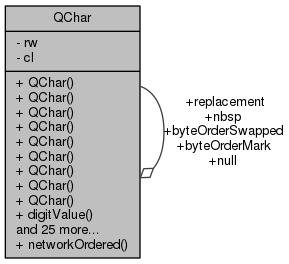 QChar
- rw
- cl
+ QChar()
+ QChar()
+ QChar()
+ QChar()
+ QChar()
+ QChar()
+ QChar()
+ QChar()
+ QChar()
+ digitValue()
and 25 more...
+ networkOrdered()
+replacement
+nbsp
+byteOrderSwapped
+byteOrderMark
+null